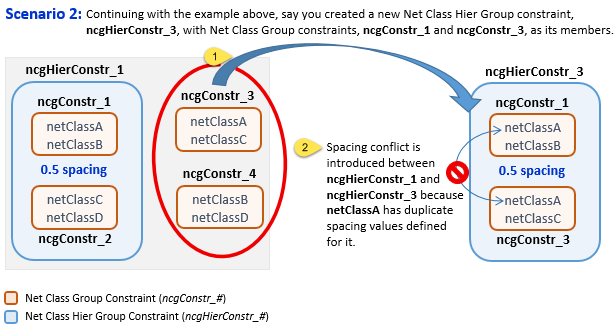 Scenario 2: Continuing with the example above, say you created a new Net Class Hier Group constraint,
ncgHierConstr_3, with Net Class Group constraints, ncgConstr_1 and ncgConstr_3, as its members.
1
ncgHierConstr_1
ncgConstr_1
netClassA
netClassB
0.5 spacing
netClassC
netClassD
ncgConstr_2
ncgConstr_3
netClassA
netClassC
ncgConstr_4
netClassB
netClassD
2
Spacing conflict is
introduced between
ncgHierConstr_1 and
ncgHierConstr_3 because
netClassA has duplicate
spacing values defined
for it.
ncgHierConstr_3
ncgConstr_1
netClassA
netClassB
0.5 spacing
netClassA
netClassC
ncgConstr_3
Net Class Group Constraint (ncgConstr_#)
Net Class Hier Group Constraint (ncgHierConstr_#)